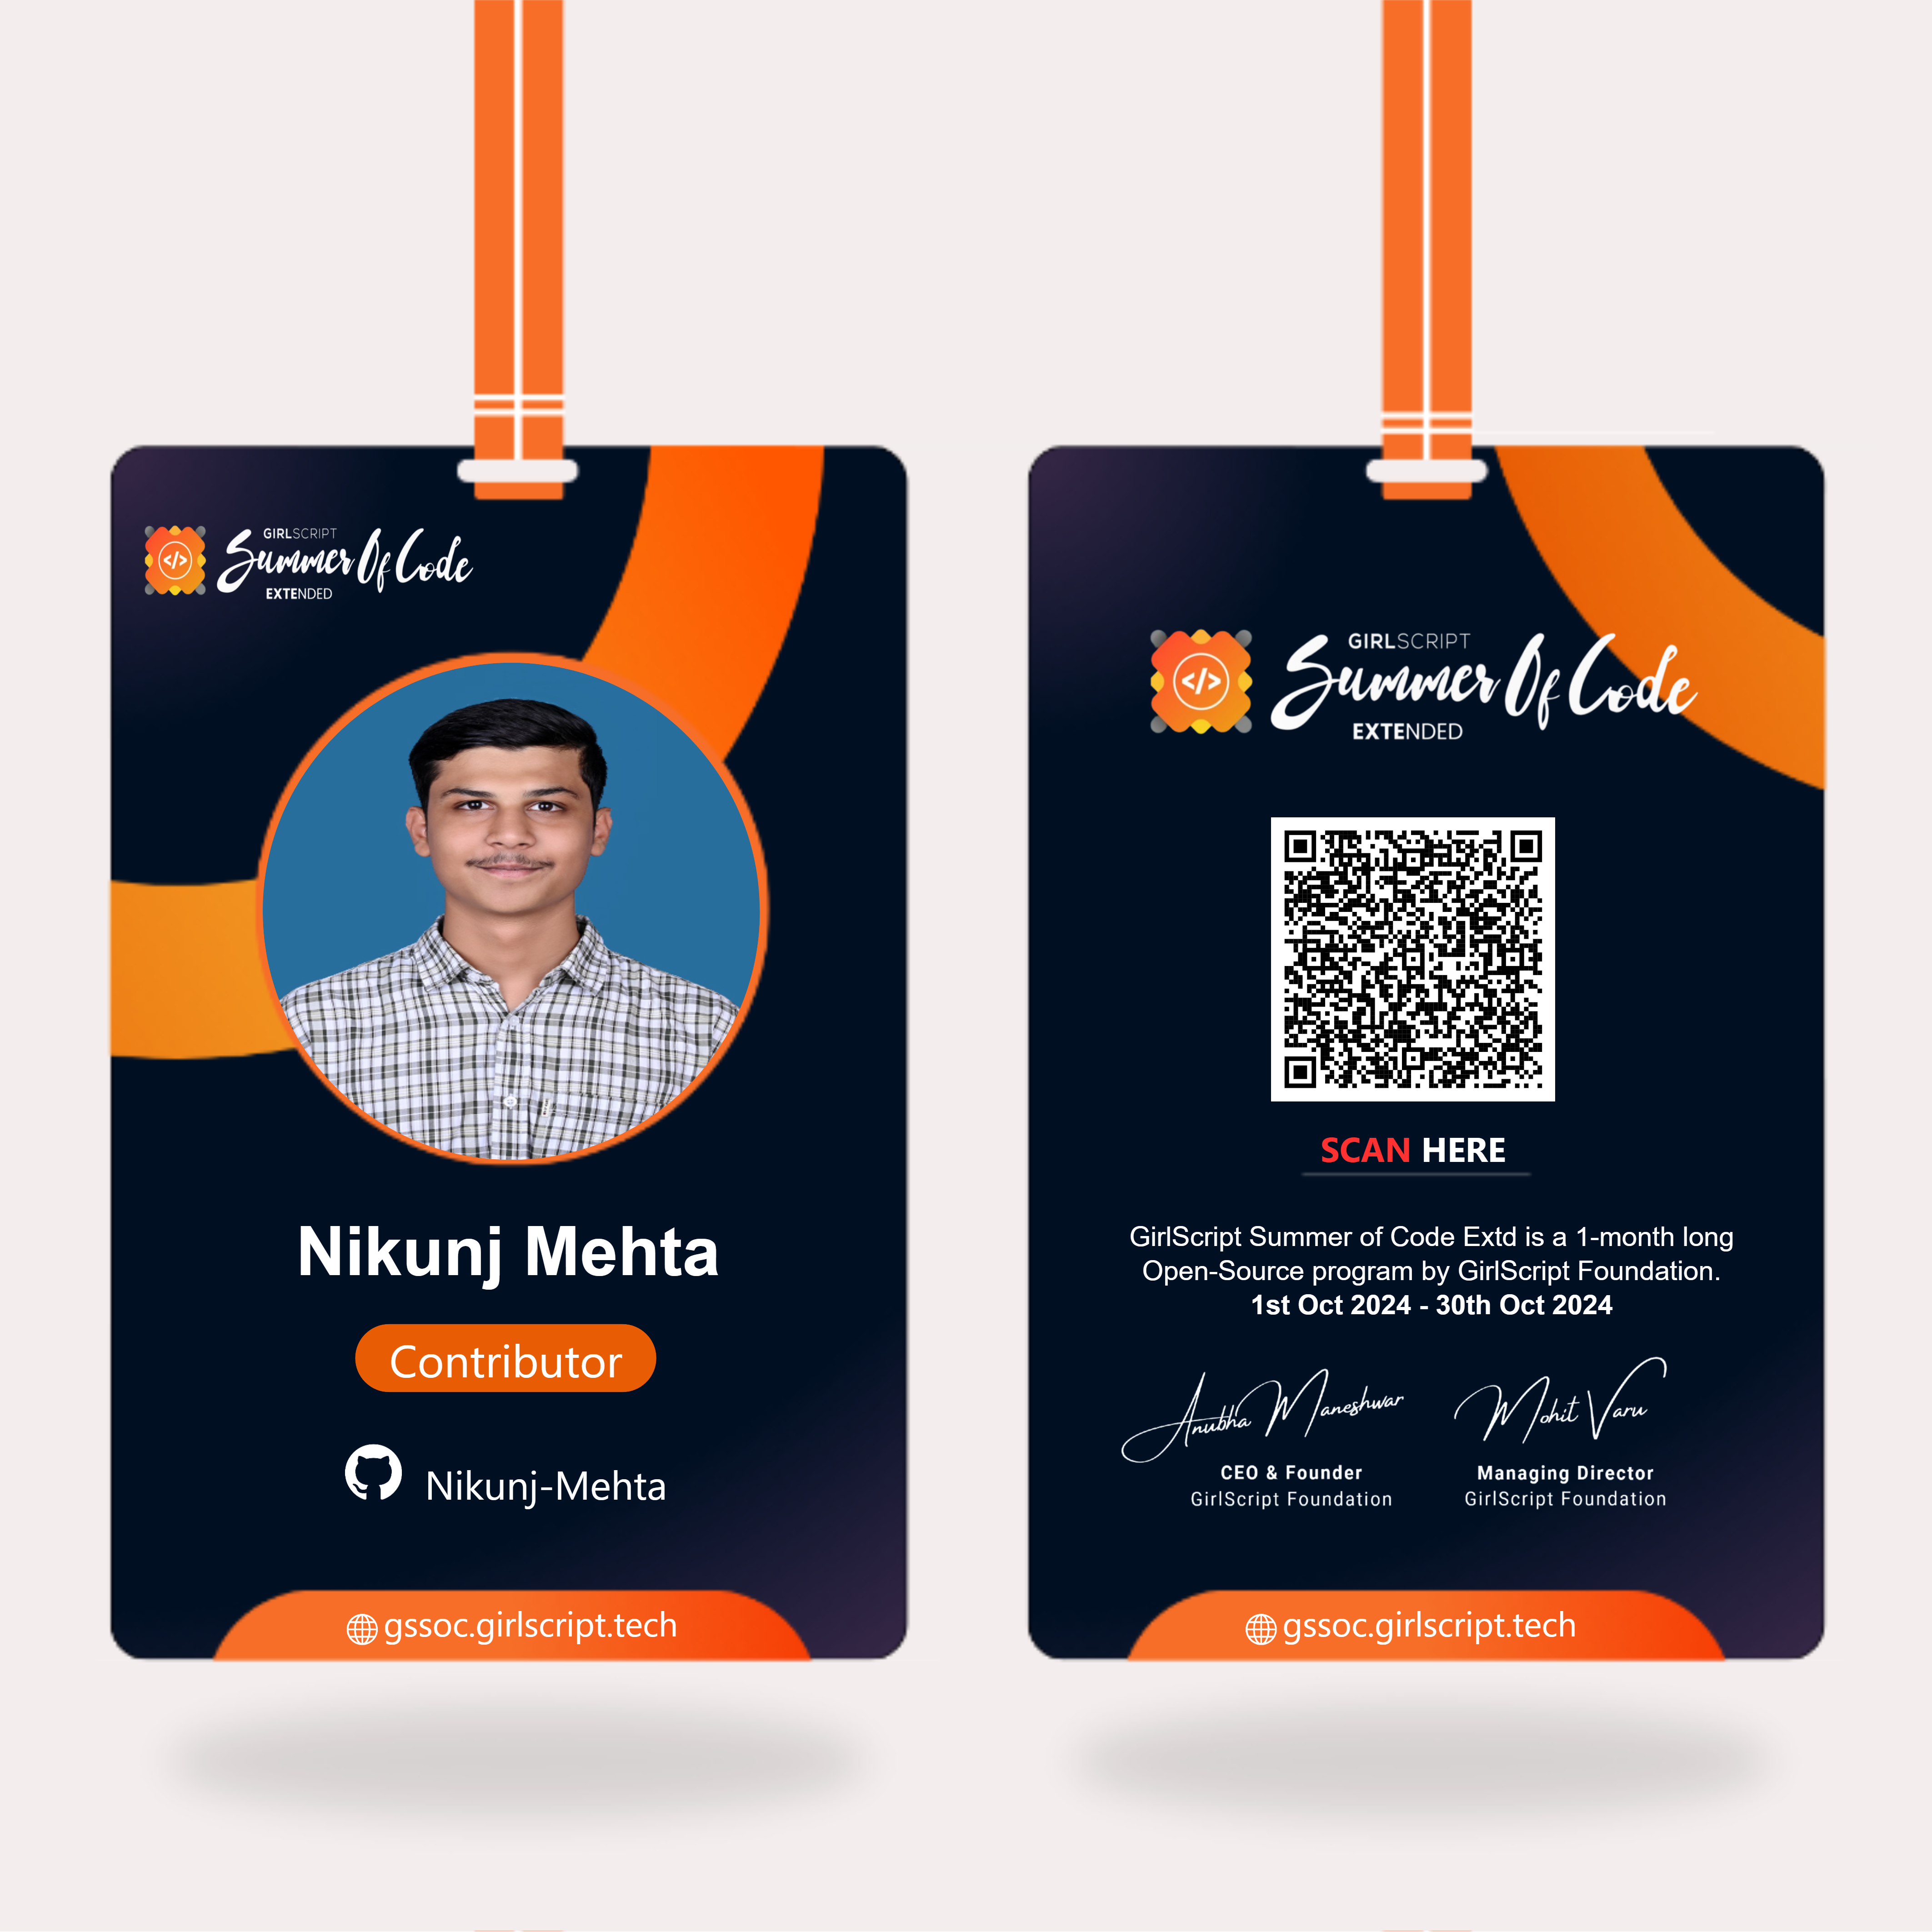 GIRLSCRIPT
Summer Of Code
EXTENDED
</>
Nikunj Mehta
Contributor
Nikunj-Mehta
gssoc.girlscript.tech
GIRLSCRIPT
Summer Of Code
EXTENDED
</>
SCAN HERE
GirlScript Summer of Code Extd is a 1-month long
Open-Source program by GirlScript Foundation.
1st Oct 2024 - 30th Oct 2024
Anubha Maneshwar
CEO & Founder
GirlScript Foundation
Mohit Varu
Managing Director
GirlScript Foundation
gssoc.girlscript.tech